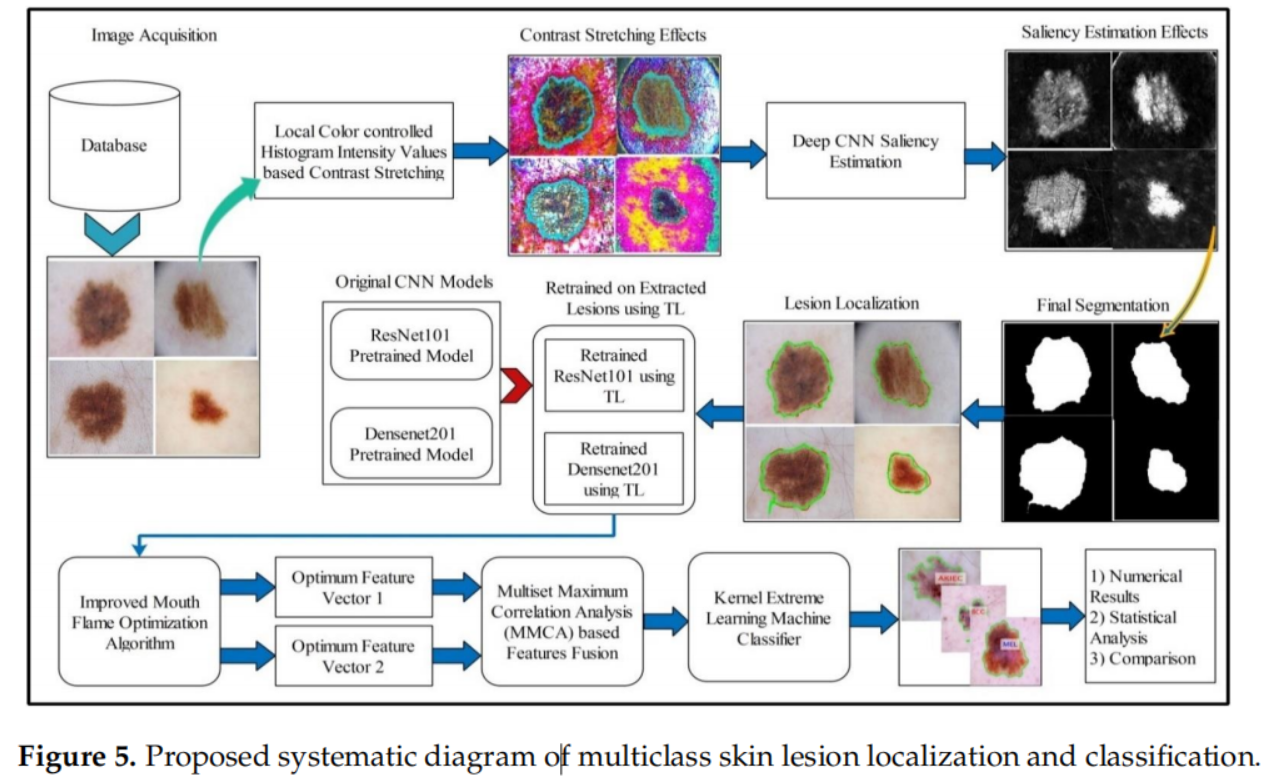 Image Acquisition
Contrast Stretching Effects
Saliency Estimation Effects
Database
Local Color controlled
Histogram Intensity Values
based Contrast Stretching
Deep CNN Saliency
Estimation
Original CNN Models
ResNet101
Pretrained Model
Densenet201
Pretrained Model
Retrained on Extracted
Lesions using TL
Retrained
ResNet101 using
TL
Retrained
Densenet201
using TL
Lesion Localization
Final Segmentation
Improved Mouth
Flame Optimization
Algorithm
Optimum Feature
Vector 1
Optimum Feature
Vector 2
Multiset Maximum
Correlation Analysis
(MMCA) based
Features Fusion
Kernel Extreme
Learning Machine
Classifier
AKIEC
MEL
1) Numerical
Results
2) Statistical
Analysis
3) Comparison
Figure 5. Proposed systematic diagram of multiclass skin lesion localization and classification.